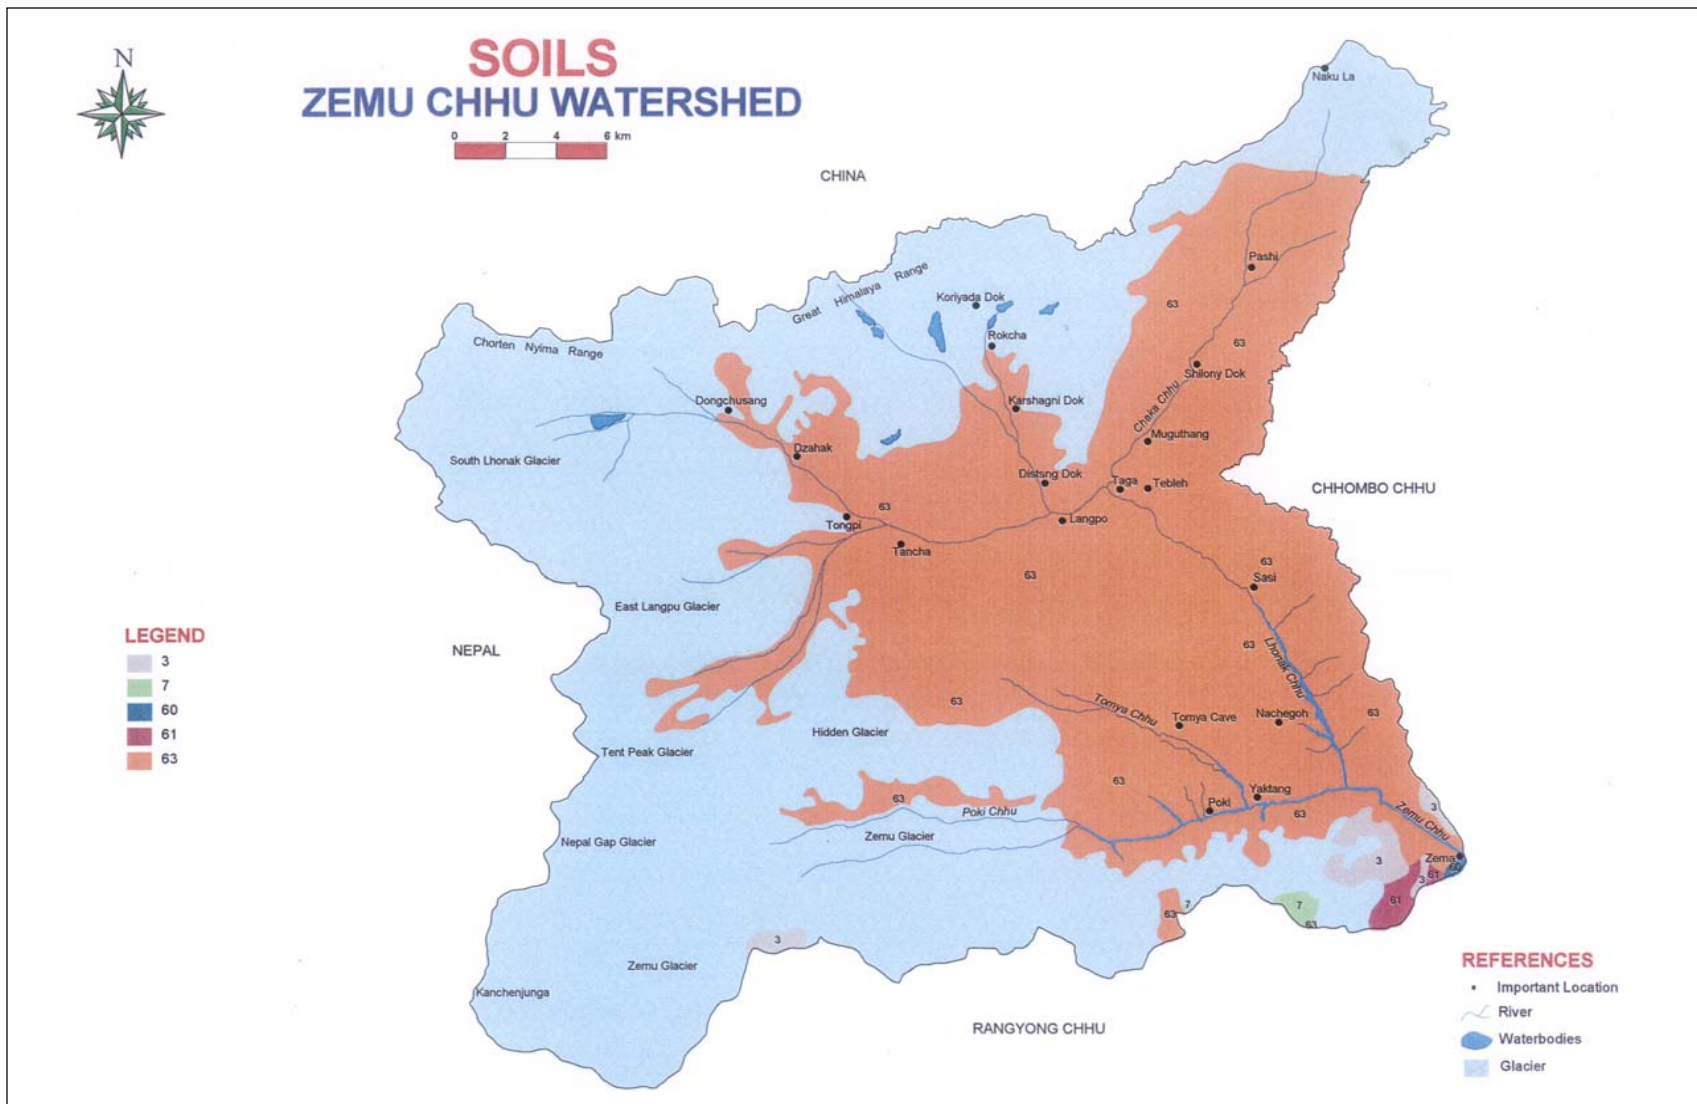 N
SOILS
ZEMU CHHU WATERSHED
0 2 4 6 km
CHINA
Naku La
Pashi
Great Himalaya Range
Koriyada Dok
63
Rokcha
63
Chorten Nyima Range
Shilony Dok
Chaka Chhu
Dongchusang
Karshagni Dok
Muguthang
Dzahak
South Lhonak Glacier
Distsng Dok
Taga
Tebleh
CHHOMBO CHHU
63
Tongpi
Langpo
Tancha
63
63
Sasi
East Langpu Glacier
LEGEND
3
7
60
61
63
NEPAL
63
Lhonak Chhu
63
Tomya Chhu
Tomya Cave
Nachegoh
63
Hidden Glacier
Tent Peak Glacier
63
Yaktang
63
Poki
Poki Chhu
63
3
Zemu Chhu
Zemu Glacier
Nepal Gap Glacier
Zema
3
60
61
3
61
7
7
63
63
3
Zemu Glacier
Kanchenjunga
RANGYONG CHHU
REFERENCES
Important Location
River
Waterbodies
Glacier